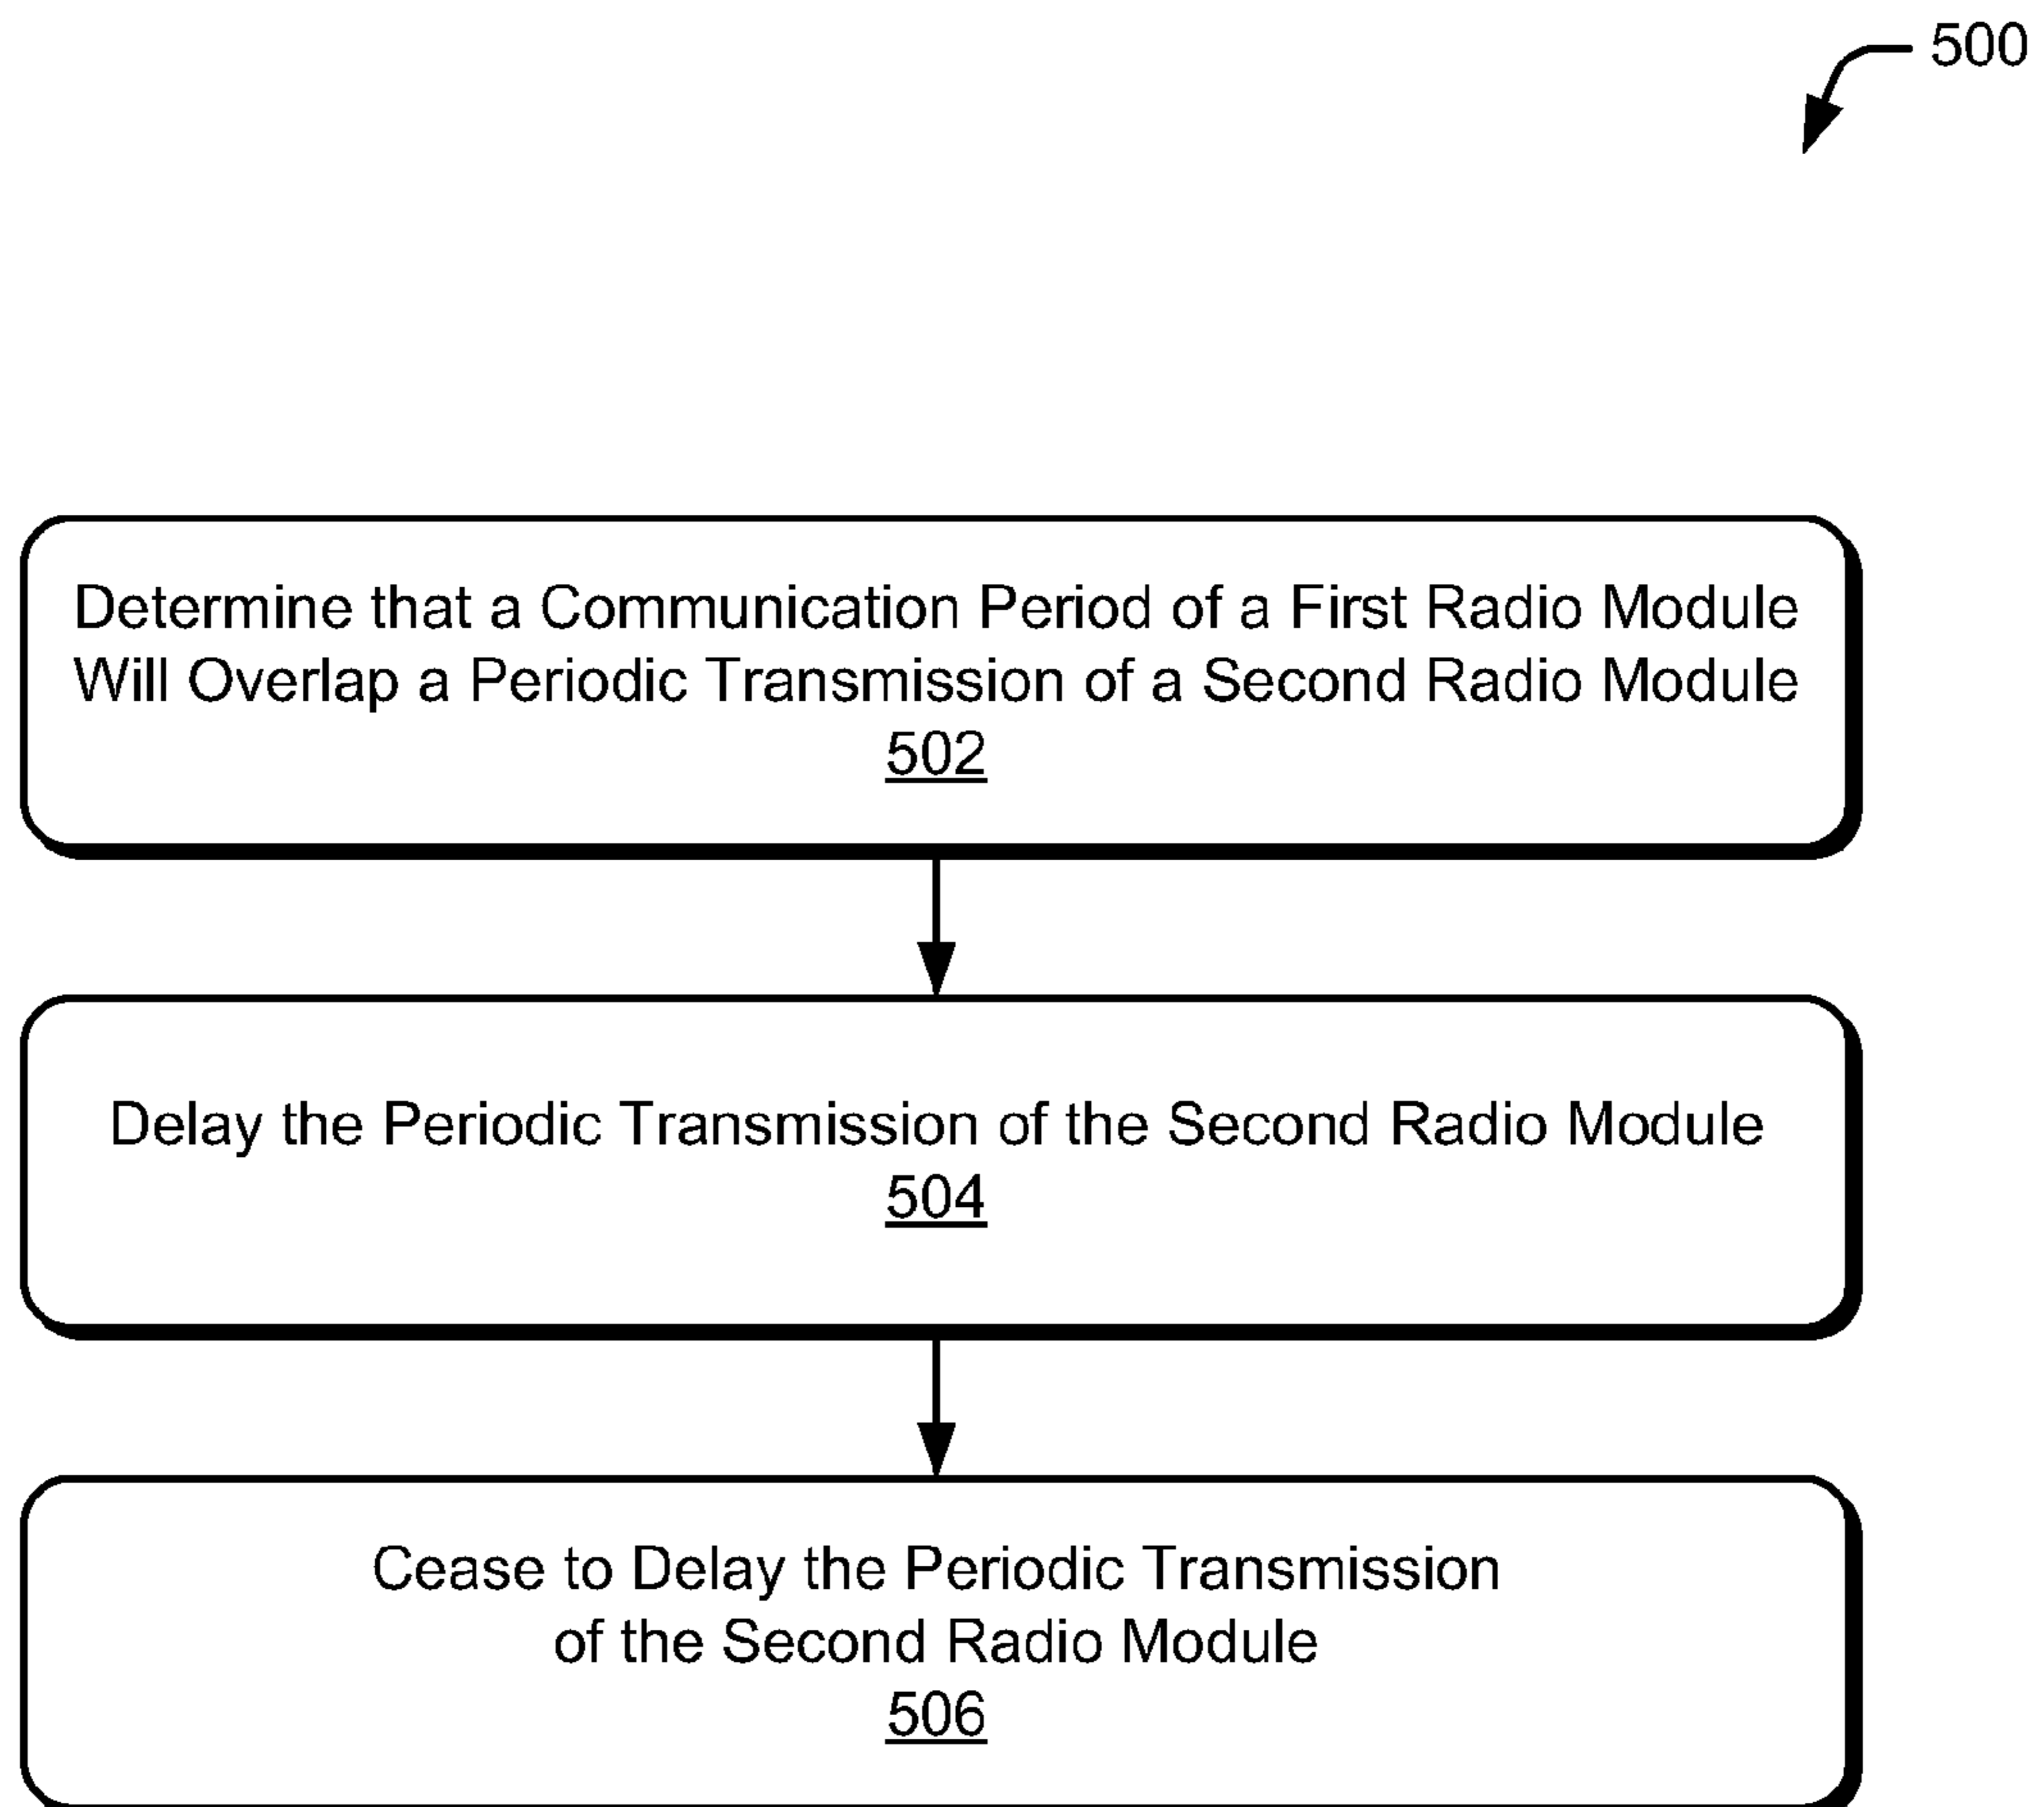 500
Determine that a Communication Period of a First Radio Module
Will Overlap a Periodic Transmission of a Second Radio Module
502
Delay the Periodic Transmission of the Second Radio Module
504
Cease to Delay the Periodic Transmission
of the Second Radio Module
506